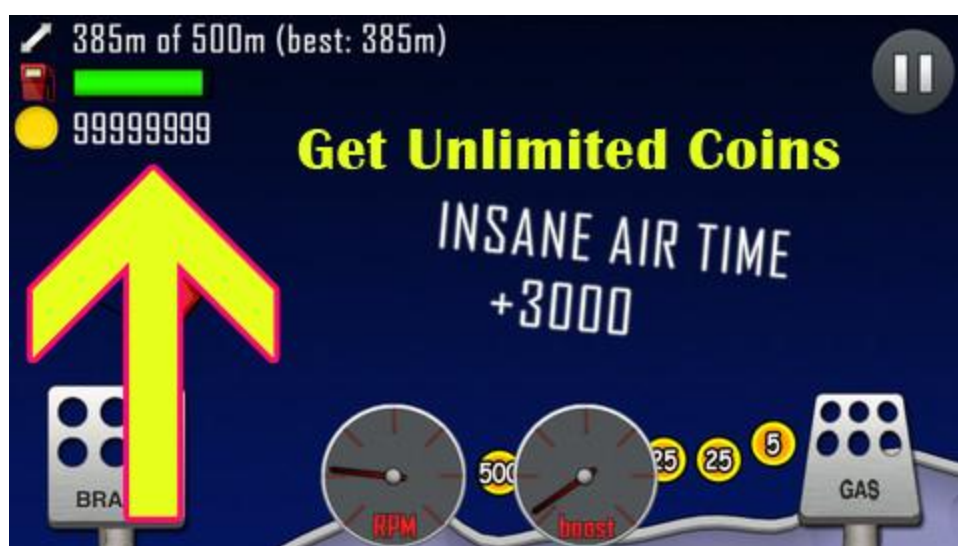 385m of 500m (best: 385m)
99999999
Get Unlimited Coins
INSANE AIR TIME
+3000
500
25
25
5
BRA
GAS
RPM
boost